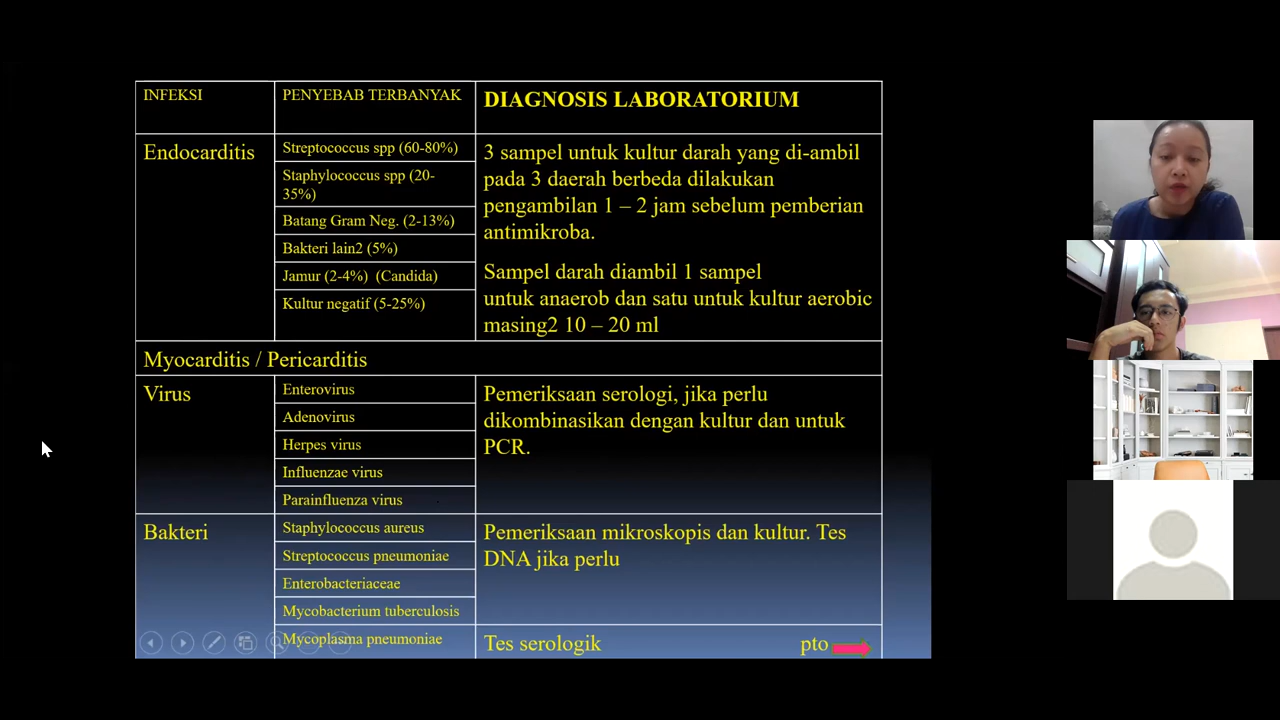 INFEKSI
PENYEBAB TERBANYAK
DIAGNOSIS LABORATORIUM
Endocarditis
Streptococcus spp (60-80%)
Staphylococcus spp (20-
35%)
Batang Gram Neg. (2-13%)
Bakteri lain2 (5%)
Jamur (2-4%) (Candida)
Kultur negatif (5-25%)
3 sampel untuk kultur darah yang di-ambil
pada 3 daerah berbeda dilakukan
pengambilan 1 – 2 jam sebelum pemberian
antimikroba.
Sampel darah diambil 1 sampel
untuk anaerob dan satu untuk kultur aerobic
masing2 10 – 20 ml
Myocarditis / Pericarditis
Virus
Enterovirus
Adenovirus
Herpes virus
Influenzae virus
Parainfluenza virus
Pemeriksaan serologi, jika perlu
dikombinasikan dengan kultur dan untuk
PCR.
Bakteri
Staphylococcus aureus
Streptococcus pneumoniae
Enterobacteriaceae
Mycobacterium tuberculosis
Mycoplasma pneumoniae
Pemeriksaan mikroskopis dan kultur. Tes
DNA jika perlu
Tes serologik
pto